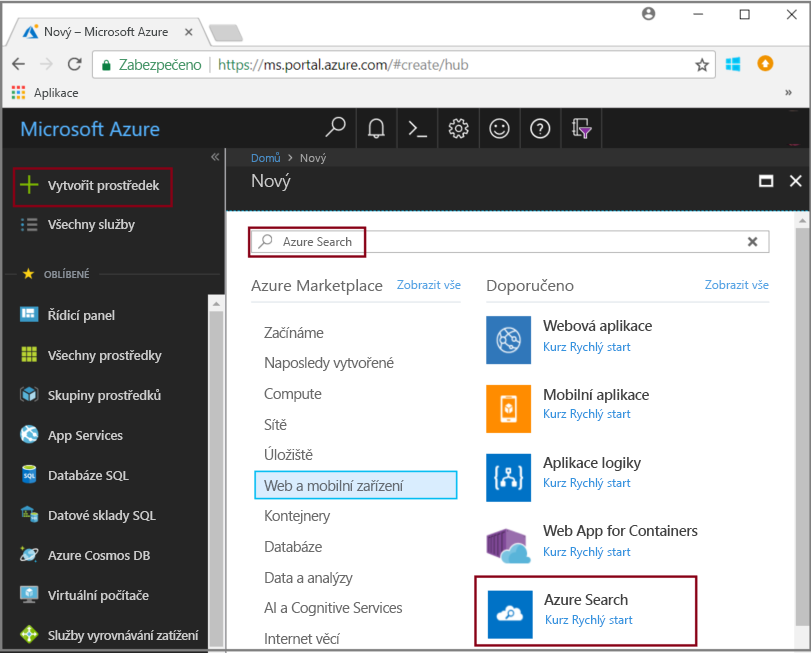 Nový – Microsoft Azure
Zabezpečeno
https://ms.portal.azure.com/#create/hub
Aplikace
»
Microsoft Azure
«
Domů > Nový
Vytvořit prostředek
Nový
Všechny služby
Azure Search
OBLÍBENÉ
Azure Marketplace Zobrazit vše
Doporučeno Zobrazit vše
Řídicí panel
Všechny prostředky
Skupiny prostředků
App Services
Databáze SQL
Datové sklady SQL
Azure Cosmos DB
Virtuální počítače
Služby vyrovnávání zatížení
Začínáme
Naposledy vytvořené
Compute
Sítě
Úložiště
Web a mobilní zařízení
Kontejnery
Databáze
Data a analýzy
AI a Cognitive Services
Internet věcí
Webová aplikace
Kurz Rychlý start
Mobilní aplikace
Kurz Rychlý start
Aplikace logiky
Kurz Rychlý start
Web App for Containers
Kurz Rychlý start
Azure Search
Kurz Rychlý start